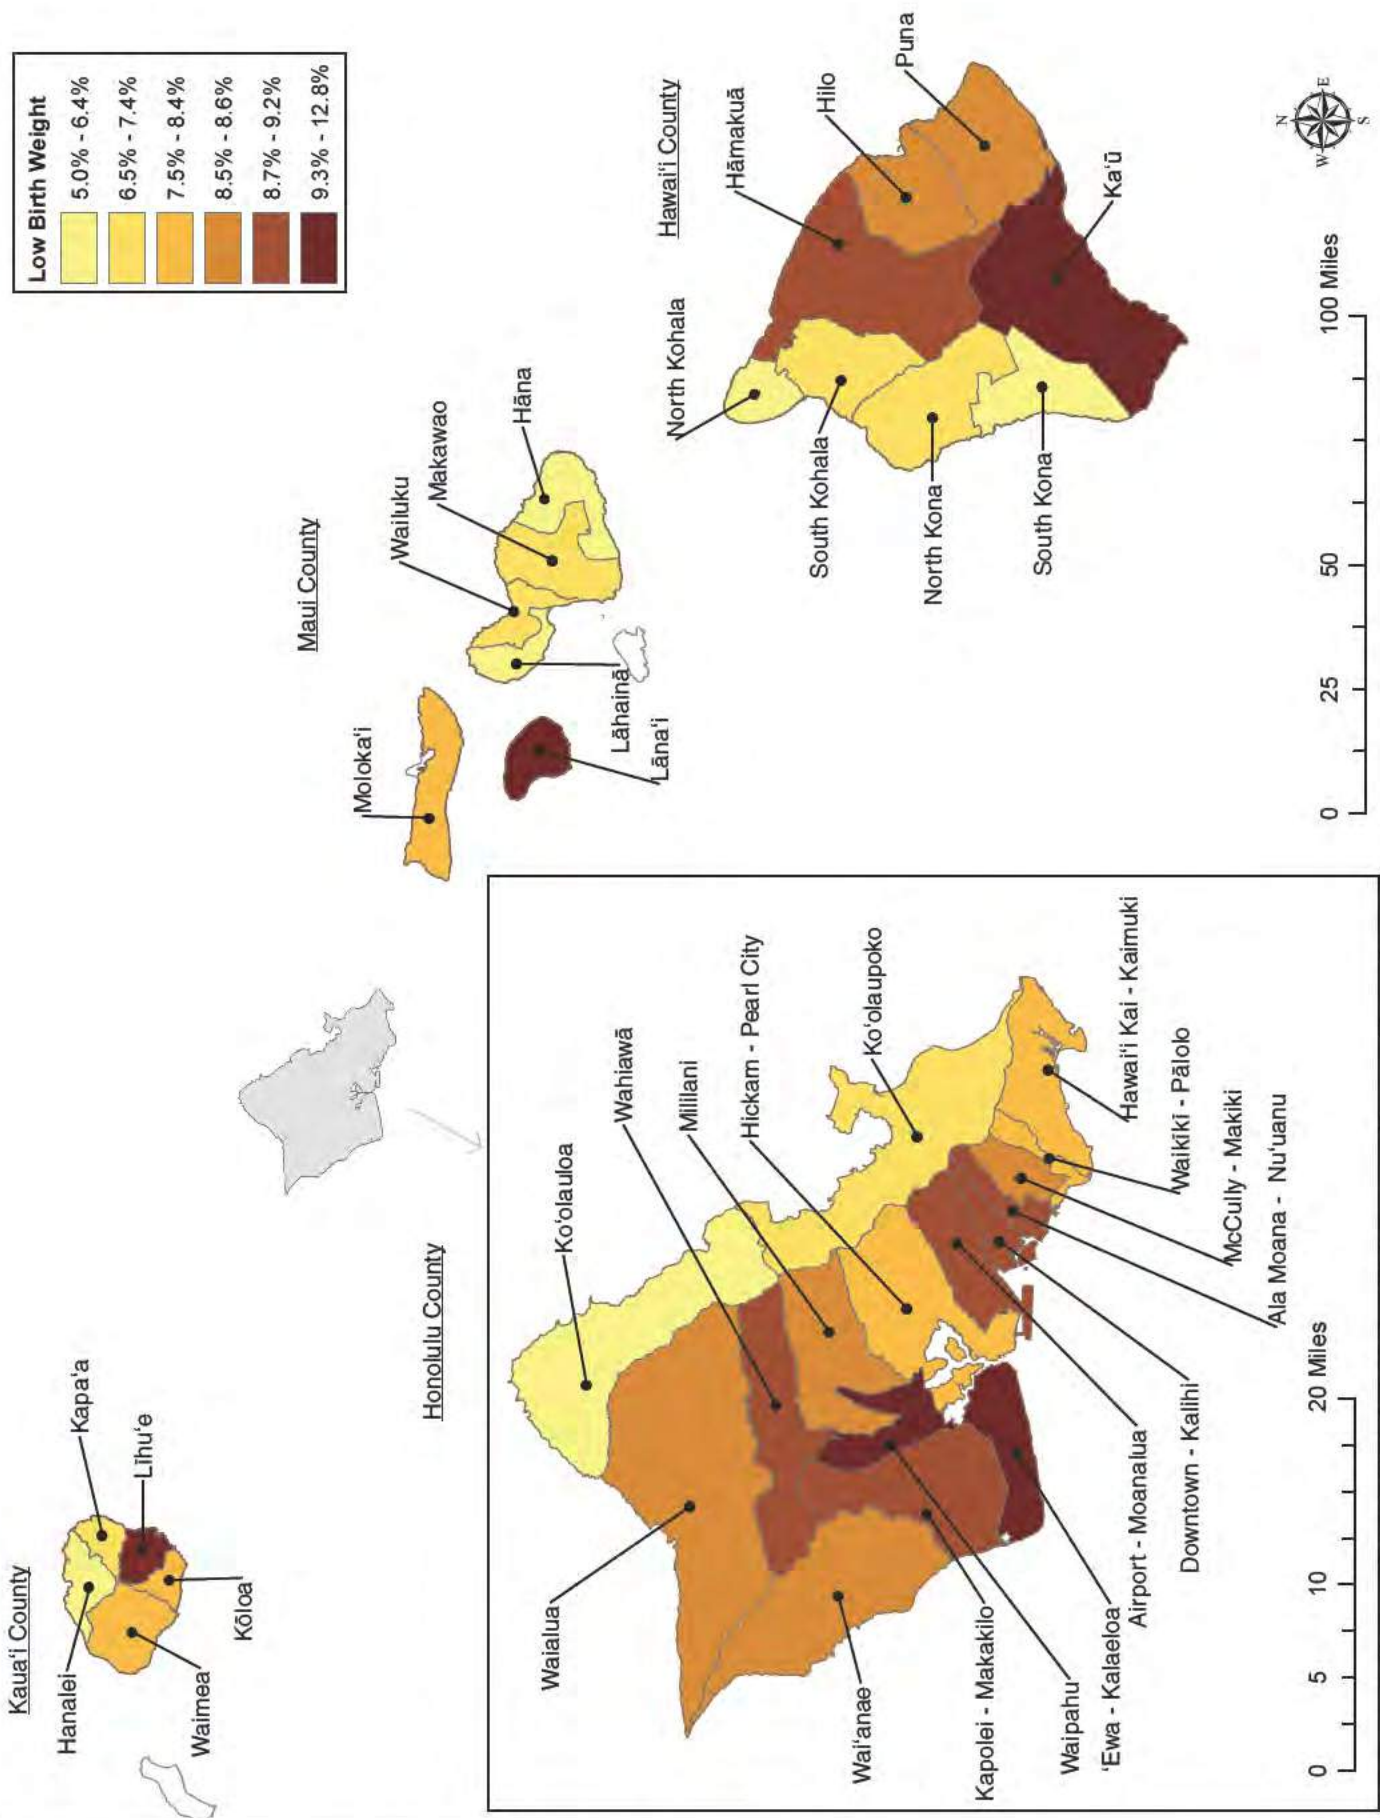 Kaua'i County
Hanalei
Kapa'a
Līhu'e
Waimea
Kōloa
Honolulu County
Ko'olauloa
Wahiawā
Mililani
Hickam - Pearl City
Ko'olaupoko
Waialua
Wai'anae
Kapolei - Makakilo
Waipahu
'Ewa - Kalaeloa
Airport - Moanalua
Downtown - Kalihi
Ala Moana - Nu'uanu
McCully - Makiki
Waikiki - Pālolo
Hawai'i Kai - Kaimuki
0 5 10 20 Miles
Maui County
Moloka'i
Wailuku
Makawao
Hāna
Lāhainā
Lāna'i
Low Birth Weight
5.0% - 6.4%
6.5% - 7.4%
7.5% - 8.4%
8.5% - 8.6%
8.7% - 9.2%
9.3% - 12.8%
Hawai'i County
North Kohala
Hāmakuā
Hilo
Puna
South Kohala
North Kona
South Kona
Ka'ū
0 25 50 100 Miles
N
W E
S